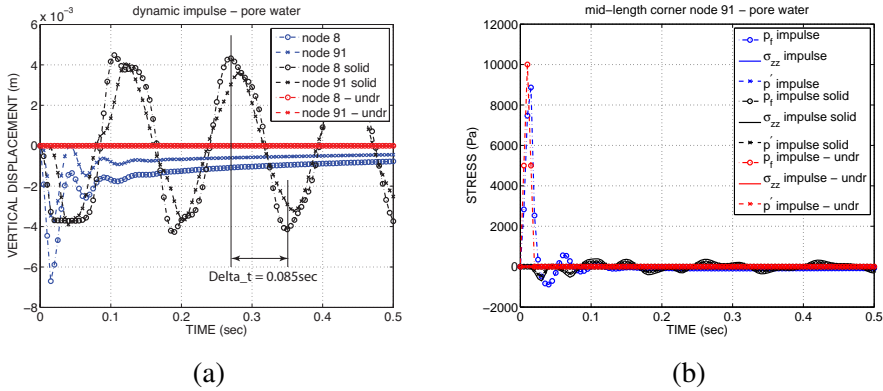 dynamic impulse − pore water
x 10⁻³
VERTICAL DISPLACEMENT (m)
6
4
2
0
−2
−4
−6
−8
node 8
node 91
node 8 solid
node 91 solid
node 8 − undr
node 91 − undr
Delta_t = 0.085sec
0
0.1
0.2
0.3
0.4
0.5
TIME (sec)
(a)
mid−length corner node 91 − pore water
STRESS (Pa)
14000
12000
10000
8000
6000
4000
2000
0
−2000
p_f impulse
σ_zz impulse
p′ impulse
p_f impulse solid
σ_zz impulse solid
p′ impulse solid
p_f impulse − undr
σ_zz impulse − undr
p′ impulse − undr
0
0.1
0.2
0.3
0.4
0.5
TIME (sec)
(b)